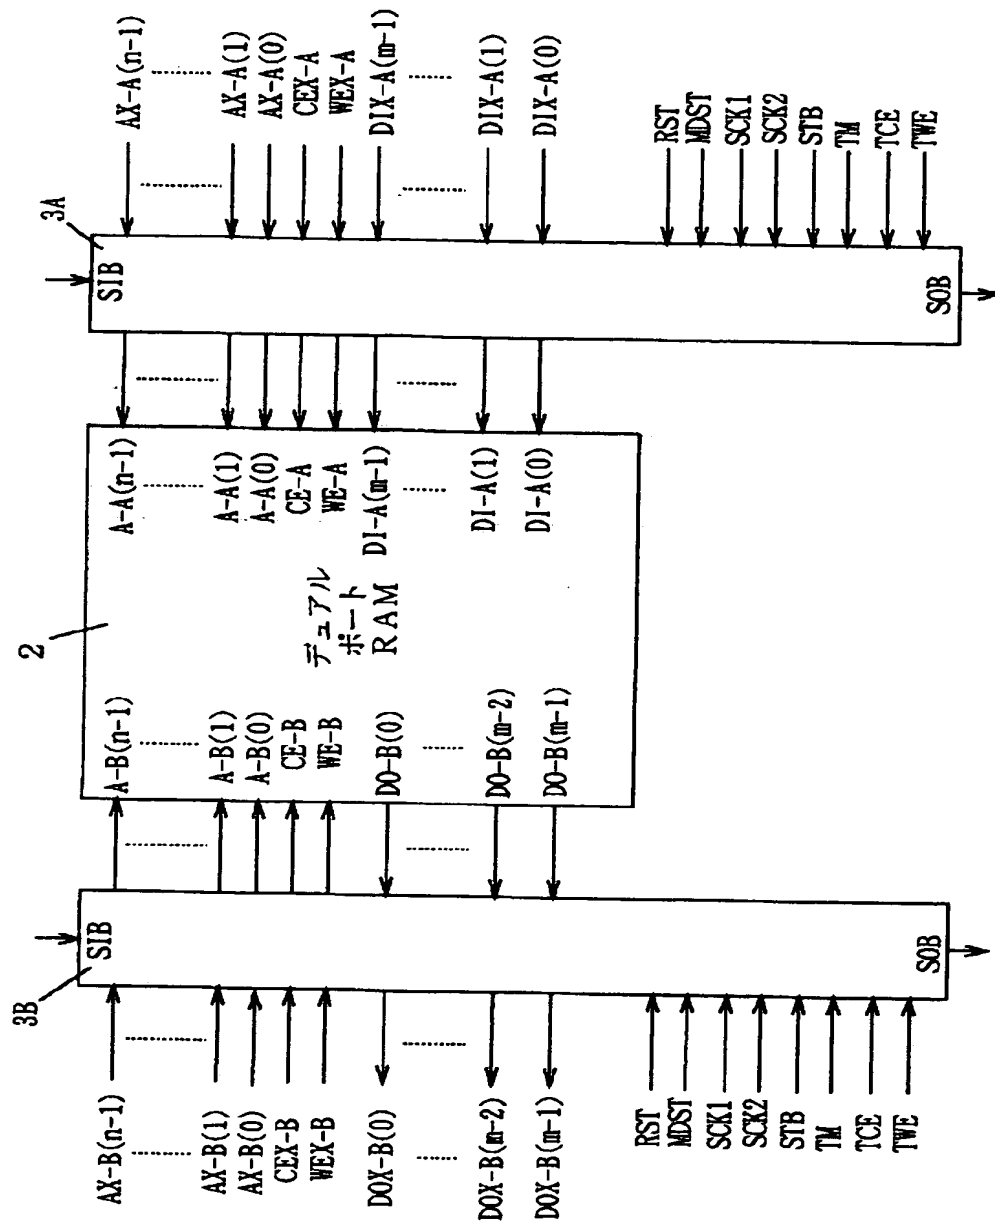 AX-B(n-1)
AX-B(1)
AX-B(0)
CEX-B
WEX-B
DOX-B(0)
DOX-B(m-2)
DOX-B(m-1)
RST
MDST
SCK1
SCK2
STB
TM
TCE
TWE
3B
SIB
SOB
2
A-B(n-1)
A-B(1)
A-B(0)
CE-B
WE-B
DO-B(0)
DO-B(m-2)
DO-B(m-1)
デュアル
ポート
RAM
A-A(n-1)
A-A(1)
A-A(0)
CE-A
WE-A
DI-A(m-1)
DI-A(1)
DI-A(0)
3A
SIB
SOB
AX-A(n-1)
AX-A(1)
AX-A(0)
CEX-A
WEX-A
DIX-A(m-1)
DIX-A(1)
DIX-A(0)
RST
MDST
SCK1
SCK2
STB
TM
TCE
TWE